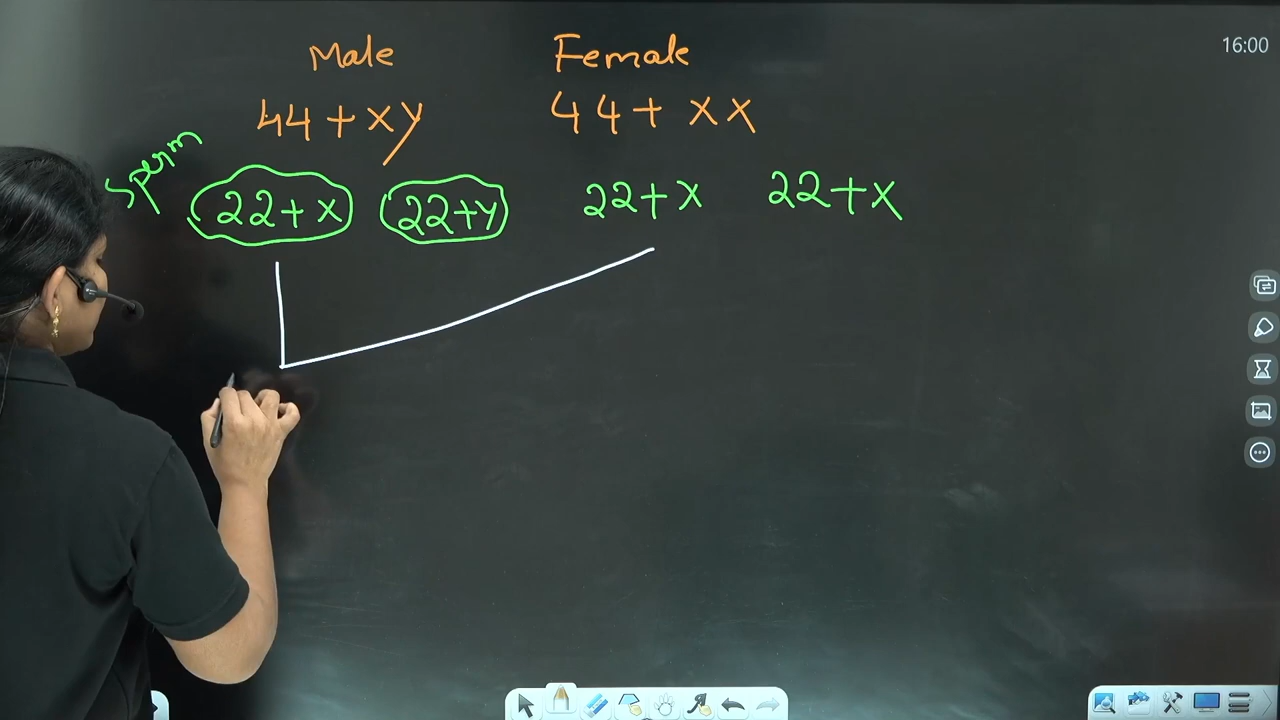 16:00
Male Female
44+xy 44+xx
Sperm
22+x 22+y 22+x 22+x